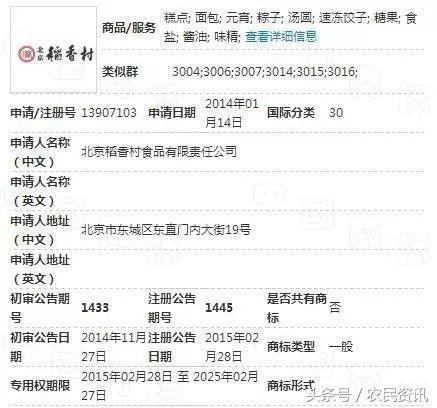 北京 稻香村
商品/服务 糕点; 面包; 元宵; 粽子; 汤圆; 速冻饺子; 糖果; 食
盐; 酱油; 味精; 查看详细信息
类似群 3004;3006;3007;3014;3015;3016;
申请/注册号 13907103 申请日期 2014年01月14日 国际分类 30
申请人名称（中文） 北京稻香村食品有限责任公司
申请人名称（英文）
申请人地址（中文） 北京市东城区东直门内大街19号
申请人地址（英文）
初审公告期号 1433 注册公告期号 1445 是否共有商标 否
初审公告日期 2014年11月27日 注册公告日期 2015年02月28日 商标类型 一般
专用权期限 2015年02月28日 至 2025年02月27日 商标形式
头条号／农民资讯